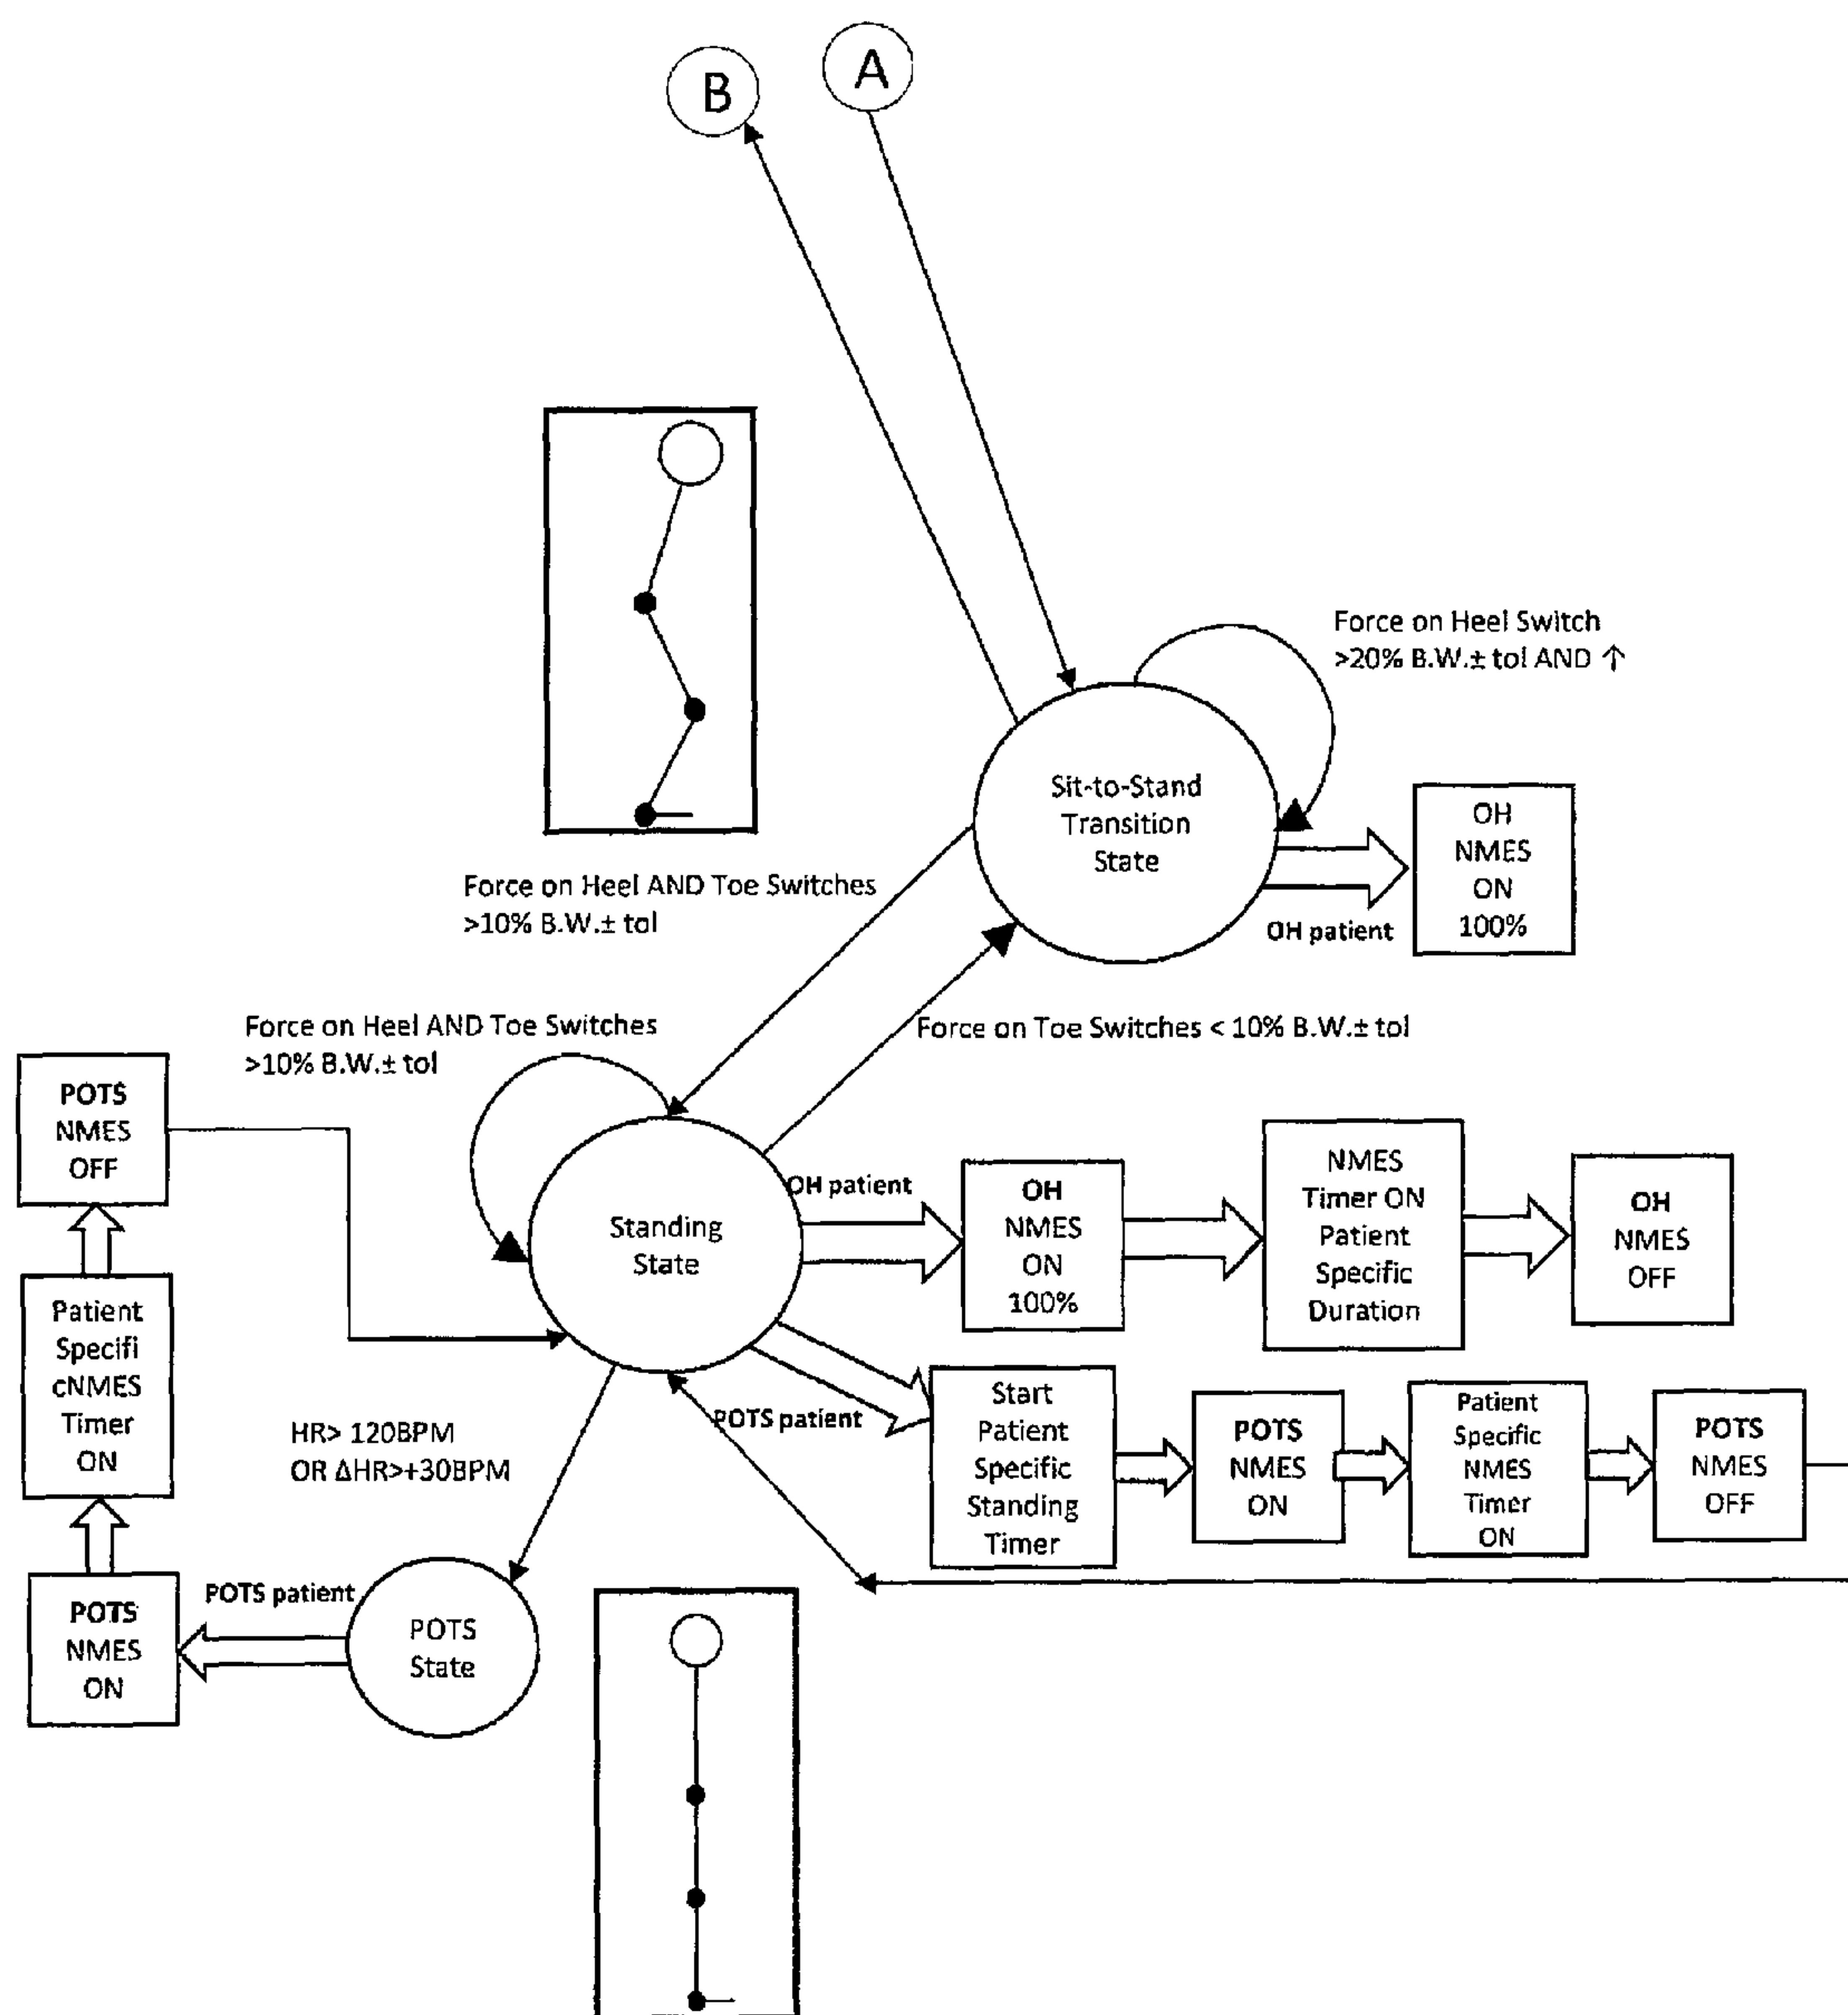 B
A
Force on Heel Switch
>20% B.W.± tol AND ↑
Sit-to-Stand
Transition
State
OH
NMES
ON
100%
OH patient
Force on Heel AND Toe Switches
>10% B.W.± tol
Force on Heel AND Toe Switches
>10% B.W.± tol
Force on Toe Switches < 10% B.W.± tol
POTS
NMES
OFF
Standing
State
OH patient
OH
NMES
ON
100%
NMES
Timer ON
Patient
Specific
Duration
OH
NMES
OFF
Patient
Specifi
cNMES
Timer
ON
HR> 120BPM
OR ΔHR>+30BPM
POTS patient
Start
Patient
Specific
Standing
Timer
POTS
NMES
ON
Patient
Specific
NMES
Timer
ON
POTS
NMES
OFF
POTS
NMES
ON
POTS patient
POTS
State